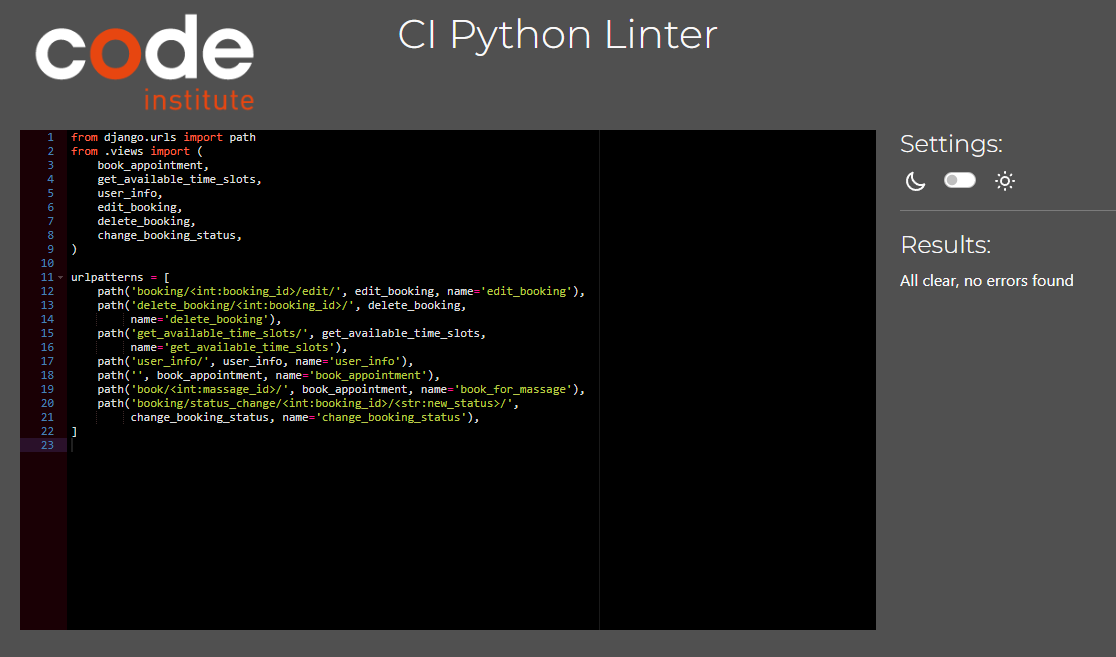 code
institute
CI Python Linter
1 from django.urls import path
2 from .views import (
3     book_appointment,
4     get_available_time_slots,
5     user_info,
6     edit_booking,
7     delete_booking,
8     change_booking_status,
9 )
10
11 urlpatterns = [
12     path('booking/<int:booking_id>/edit/', edit_booking, name='edit_booking'),
13     path('delete_booking/<int:booking_id>/', delete_booking,
14          name='delete_booking'),
15     path('get_available_time_slots/', get_available_time_slots,
16          name='get_available_time_slots'),
17     path('user_info/', user_info, name='user_info'),
18     path('', book_appointment, name='book_appointment'),
19     path('book/<int:massage_id>/', book_appointment, name='book_for_massage'),
20     path('booking/status_change/<int:booking_id>/<str:new_status>/',
21          change_booking_status, name='change_booking_status'),
22 ]
23
Settings:
Results:
All clear, no errors found